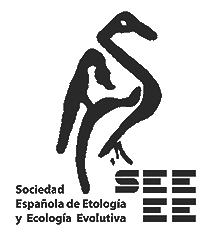 SEE
EE
Sociedad
Española de Etología
y Ecología Evolutiva